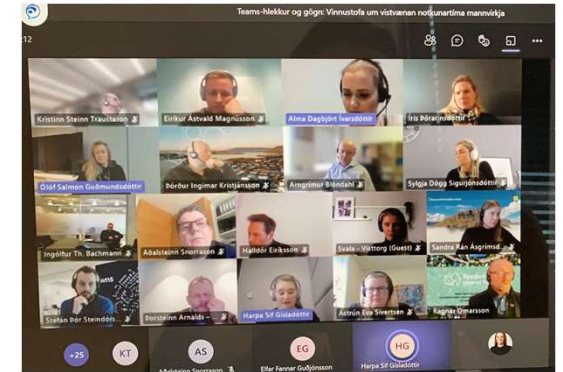 Teams-hlekkur og gögn: Vinnustofa um vistvænan notkunartíma mannvirkja
:12
Kristinn Steinn Traustason
Eiríkur Ástvald Magnússon
Alma Dagbjört Ívarsdóttir
Íris Þórarinsdóttir
Ólöf Salmon Guðmundsdóttir
Þórður Ingimar Kristjánsson
Arngrímur Blöndahl
Sylgja Dögg Sigurjónsdóttir
Ingólfur Th. Bachmann
Aðalsteinn Snorrason
Halldór Eiríksson
Svala - Visttorg (Guest)
Sandra Rán Ásgrímsd...
Stefán Þór Steindórs...
Þorsteinn Arnalds -
Harpa Sif Gísladóttir
Ástrún Eva Sívertsen
Ragnar Ómarsson
+25
KT
AS
EG
HG
Aðalsteinn Snorrason
Elfar Fannar Guðjónsson
Harpa Sif Gísladóttir